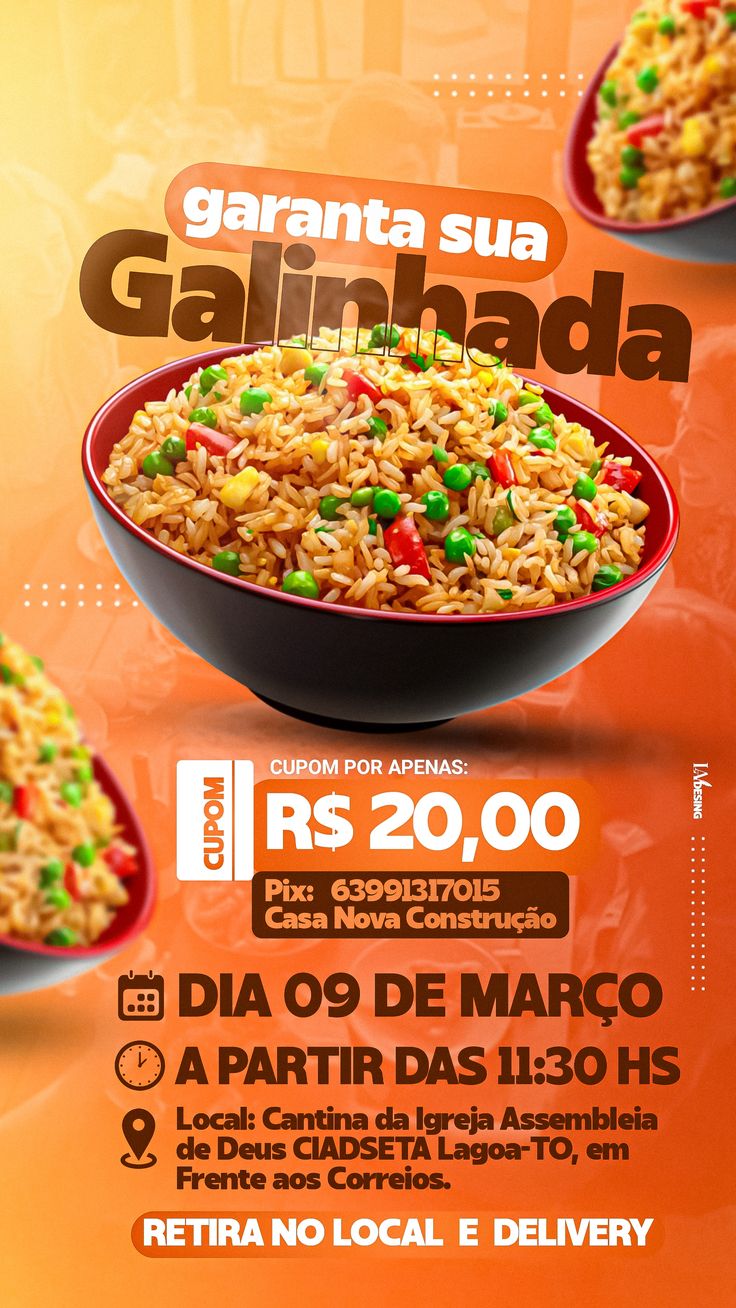 garanta sua
Galinhada
CUPOM
CUPOM POR APENAS:
R$ 20,00
Pix: 63991317015
Casa Nova Construção
LAVDESING
DIA 09 DE MARÇO
A PARTIR DAS 11:30 HS
Local: Cantina da Igreja Assembleia
de Deus CIADSETA Lagoa-TO, em
Frente aos Correios.
RETIRA NO LOCAL E DELIVERY